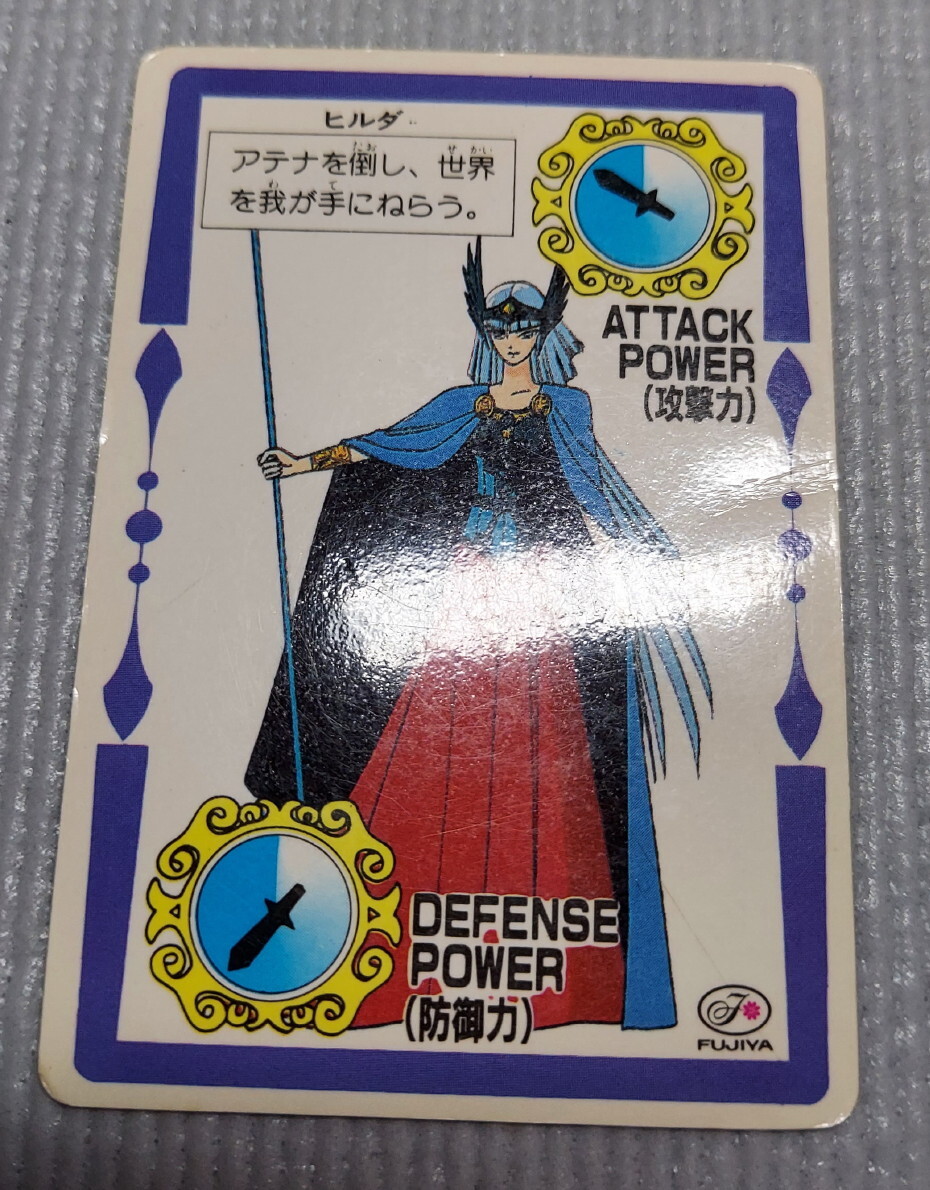 ヒルダ
アテナを倒し、世界
を我が手にねらう。
ATTACK
POWER
(攻撃力)
DEFENSE
POWER
(防御力)
F
FUJIYA